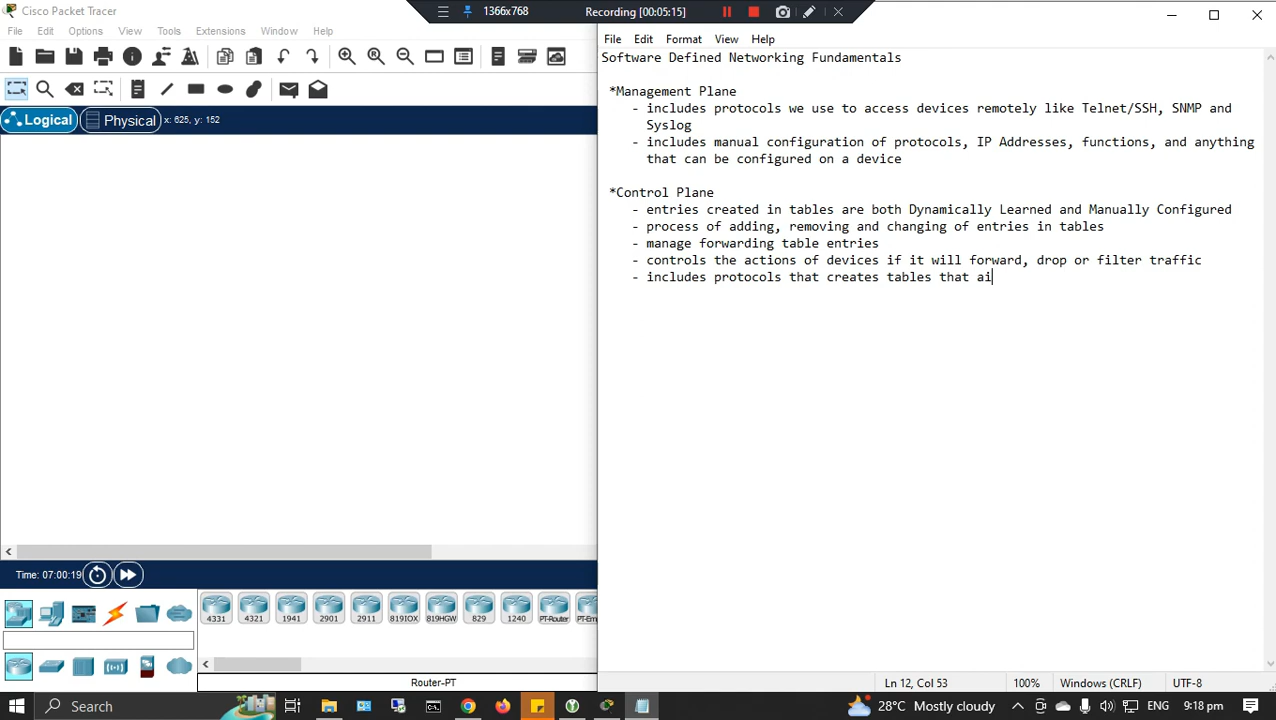 Cisco Packet Tracer
1366x768
Recording [00:05:15]
File Edit Options View Tools Extensions Window Help
File Edit Format View Help
Logical
Physical
x: 625, y: 152
Software Defined Networking Fundamentals
*Management Plane
- includes protocols we use to access devices remotely like Telnet/SSH, SNMP and
Syslog
- includes manual configuration of protocols, IP Addresses, functions, and anything
that can be configured on a device
*Control Plane
- entries created in tables are both Dynamically Learned and Manually Configured
- process of adding, removing and changing of entries in tables
- manage forwarding table entries
- controls the actions of devices if it will forward, drop or filter traffic
- includes protocols that creates tables that ai
Time: 07:00:19
4331 4321 1941 2901 2911 819IOX 819HGW 829 1240 PT-Router PT-Em
Router-PT
Ln 12, Col 53
100%
Windows (CRLF)
UTF-8
Search
28°C Mostly cloudy
ENG
9:18 pm